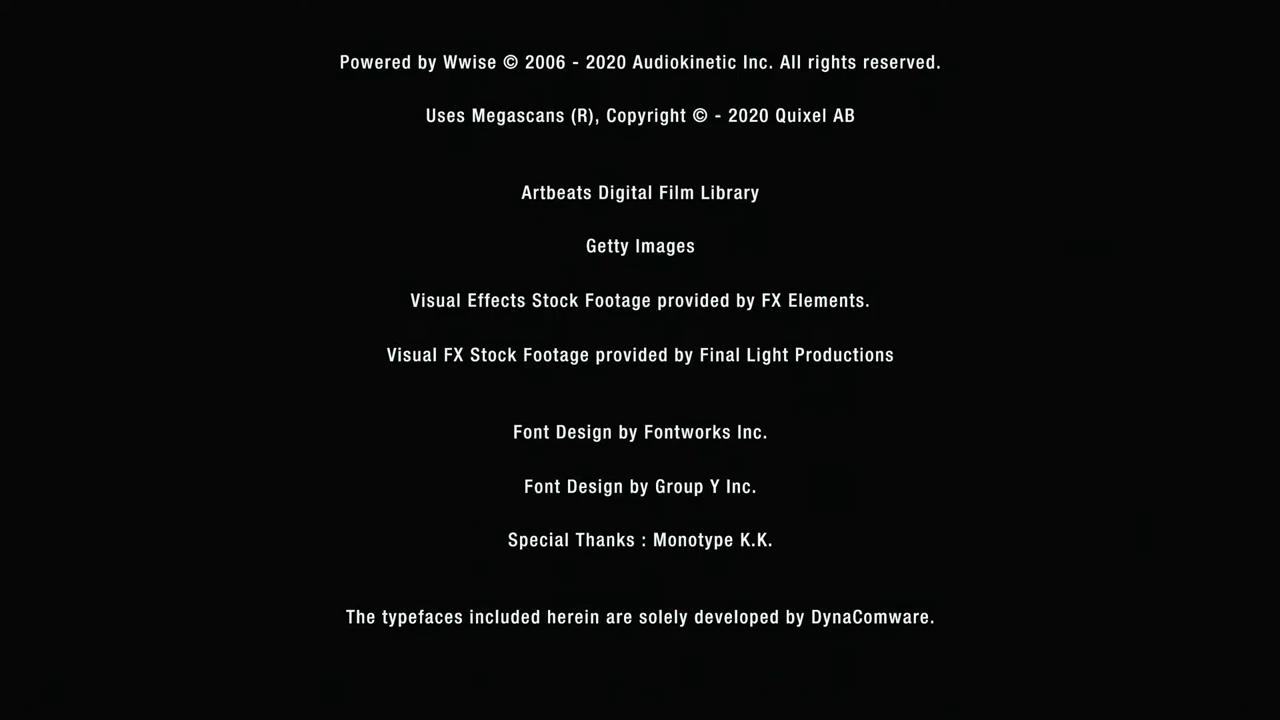 Powered by Wwise © 2006 - 2020 Audiokinetic Inc. All rights reserved.
Uses Megascans (R), Copyright © - 2020 Quixel AB
Artbeats Digital Film Library
Getty Images
Visual Effects Stock Footage provided by FX Elements.
Visual FX Stock Footage provided by Final Light Productions
Font Design by Fontworks Inc.
Font Design by Group Y Inc.
Special Thanks : Monotype K.K.
The typefaces included herein are solely developed by DynaComware.